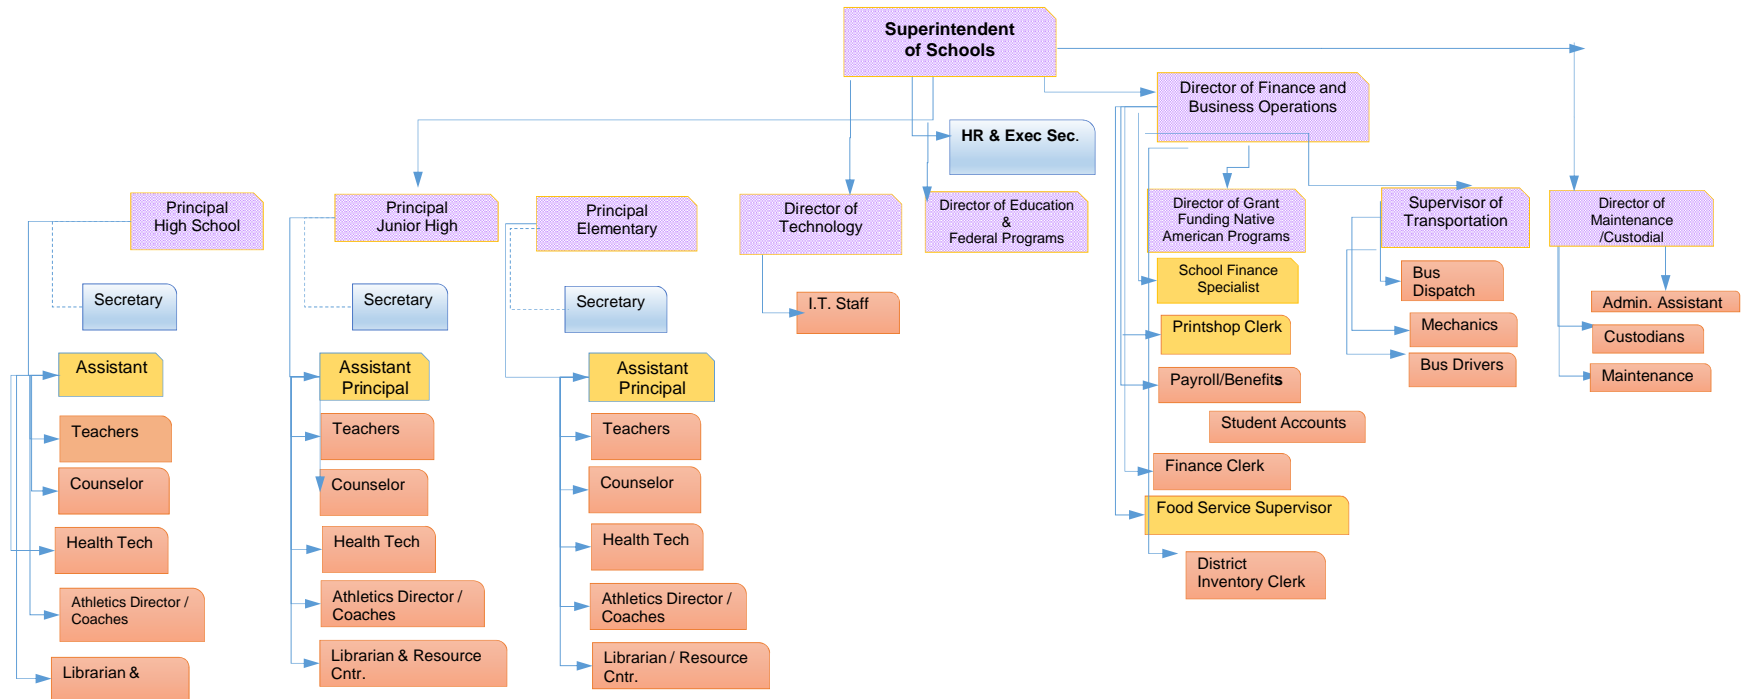 Superintendent
of Schools
Director of Finance and
Business Operations
HR & Exec Sec.
Principal
High School
Principal
Junior High
Principal
Elementary
Director of
Technology
Director of Education
&
Federal Programs
Director of Grant
Funding Native
American Programs
Supervisor of
Transportation
Director of
Maintenance
/Custodial
Secretary
Secretary
Secretary
I.T. Staff
School Finance
Specialist
Bus
Dispatch
Admin. Assistant
Printshop Clerk
Mechanics
Custodians
Assistant
Assistant
Principal
Assistant
Principal
Payroll/Benefits
Bus Drivers
Maintenance
Teachers
Teachers
Teachers
Student Accounts
Counselor
Counselor
Counselor
Finance Clerk
Food Service Supervisor
Health Tech
Health Tech
Health Tech
District
Inventory Clerk
Athletics Director /
Coaches
Athletics Director /
Coaches
Athletics Director /
Coaches
Librarian &
Librarian & Resource
Cntr.
Librarian / Resource
Cntr.